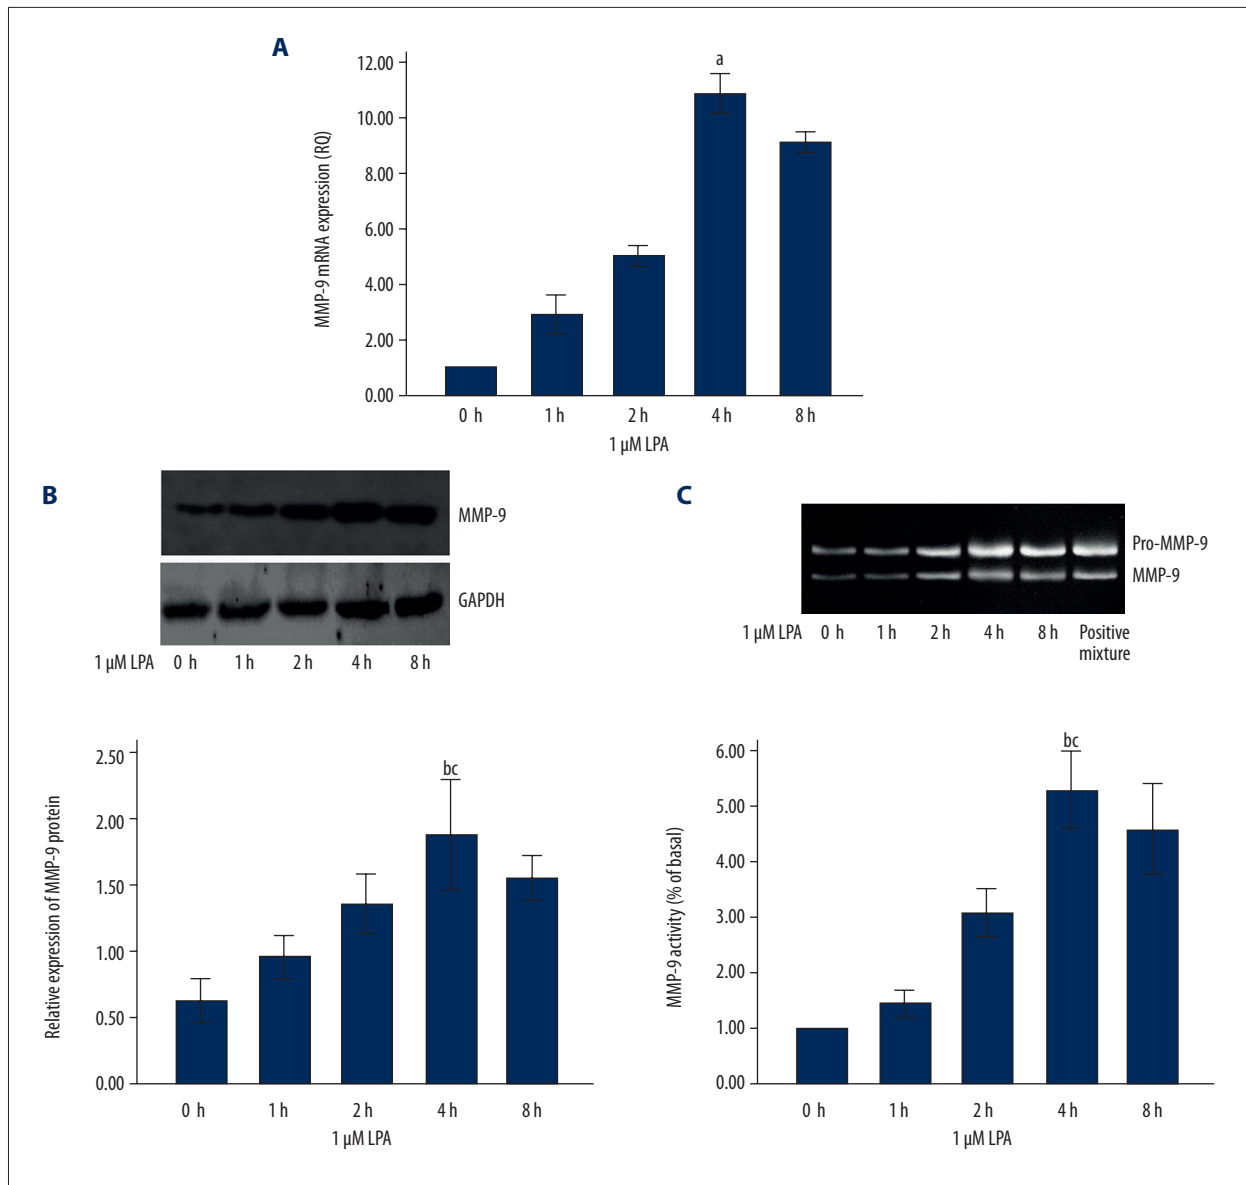 A
MMP-9 mRNA expression (RQ)
12.00
10.00
8.00
6.00
4.00
2.00
0.00
a
0 h 1 h 2 h 4 h 8 h
1 µM LPA
B
MMP-9
GAPDH
1 µM LPA 0 h 1 h 2 h 4 h 8 h
Relative expression of MMP-9 protein
2.50
2.00
1.50
1.00
0.50
0.00
bc
0 h 1 h 2 h 4 h 8 h
1 µM LPA
C
Pro-MMP-9
MMP-9
1 µM LPA 0 h 1 h 2 h 4 h 8 h Positive
mixture
MMP-9 activity (% of basal)
6.00
5.00
4.00
3.00
2.00
1.00
0.00
bc
0 h 1 h 2 h 4 h 8 h
1 µM LPA